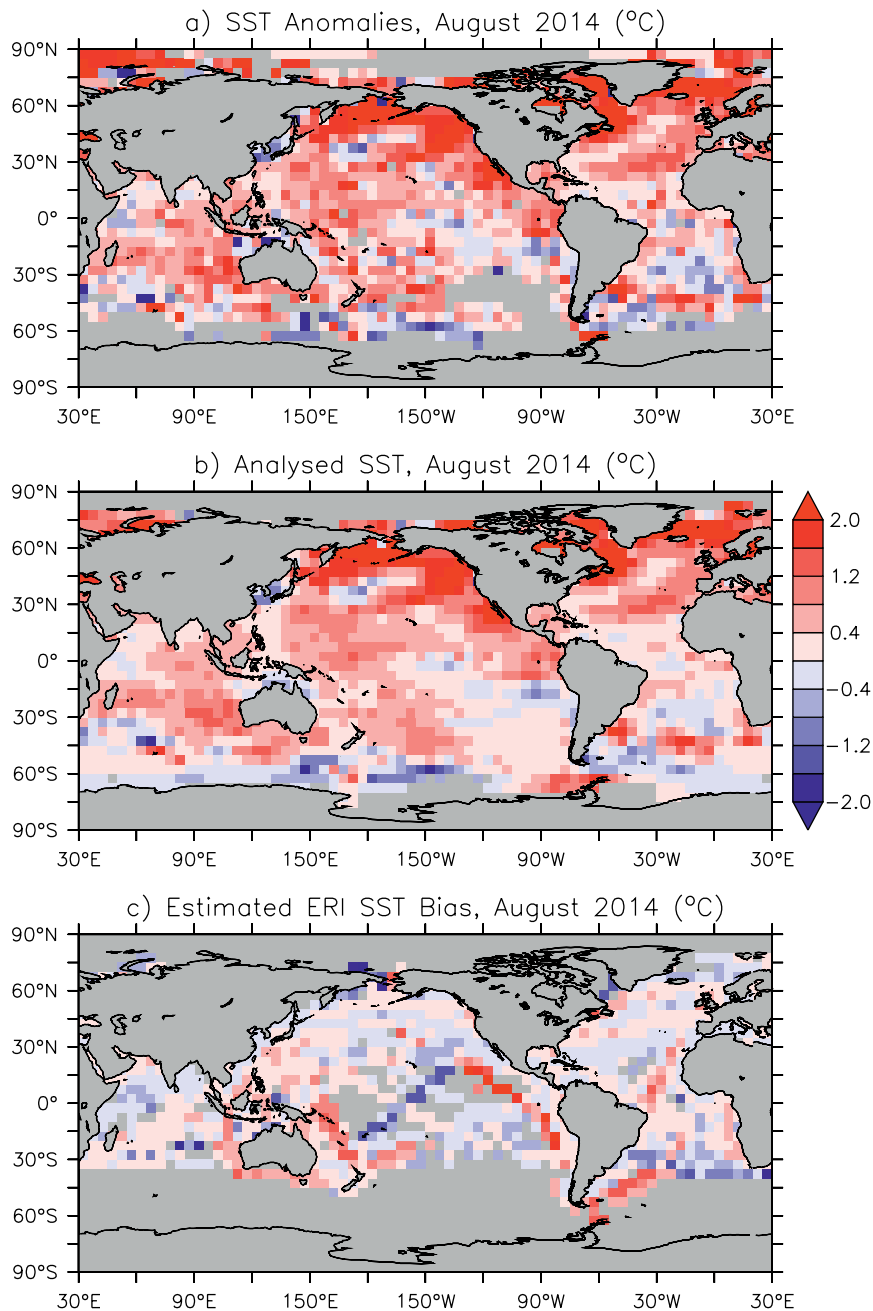 a) SST Anomalies, August 2014 (°C)
90°N
60°N
30°N
0°
30°S
60°S
90°S
30°E 90°E 150°E 150°W 90°W 30°W 30°E
b) Analysed SST, August 2014 (°C)
90°N
60°N
30°N
0°
30°S
60°S
90°S
30°E 90°E 150°E 150°W 90°W 30°W 30°E
2.0
1.2
0.4
−0.4
−1.2
−2.0
c) Estimated ERI SST Bias, August 2014 (°C)
90°N
60°N
30°N
0°
30°S
60°S
90°S
30°E 90°E 150°E 150°W 90°W 30°W 30°E